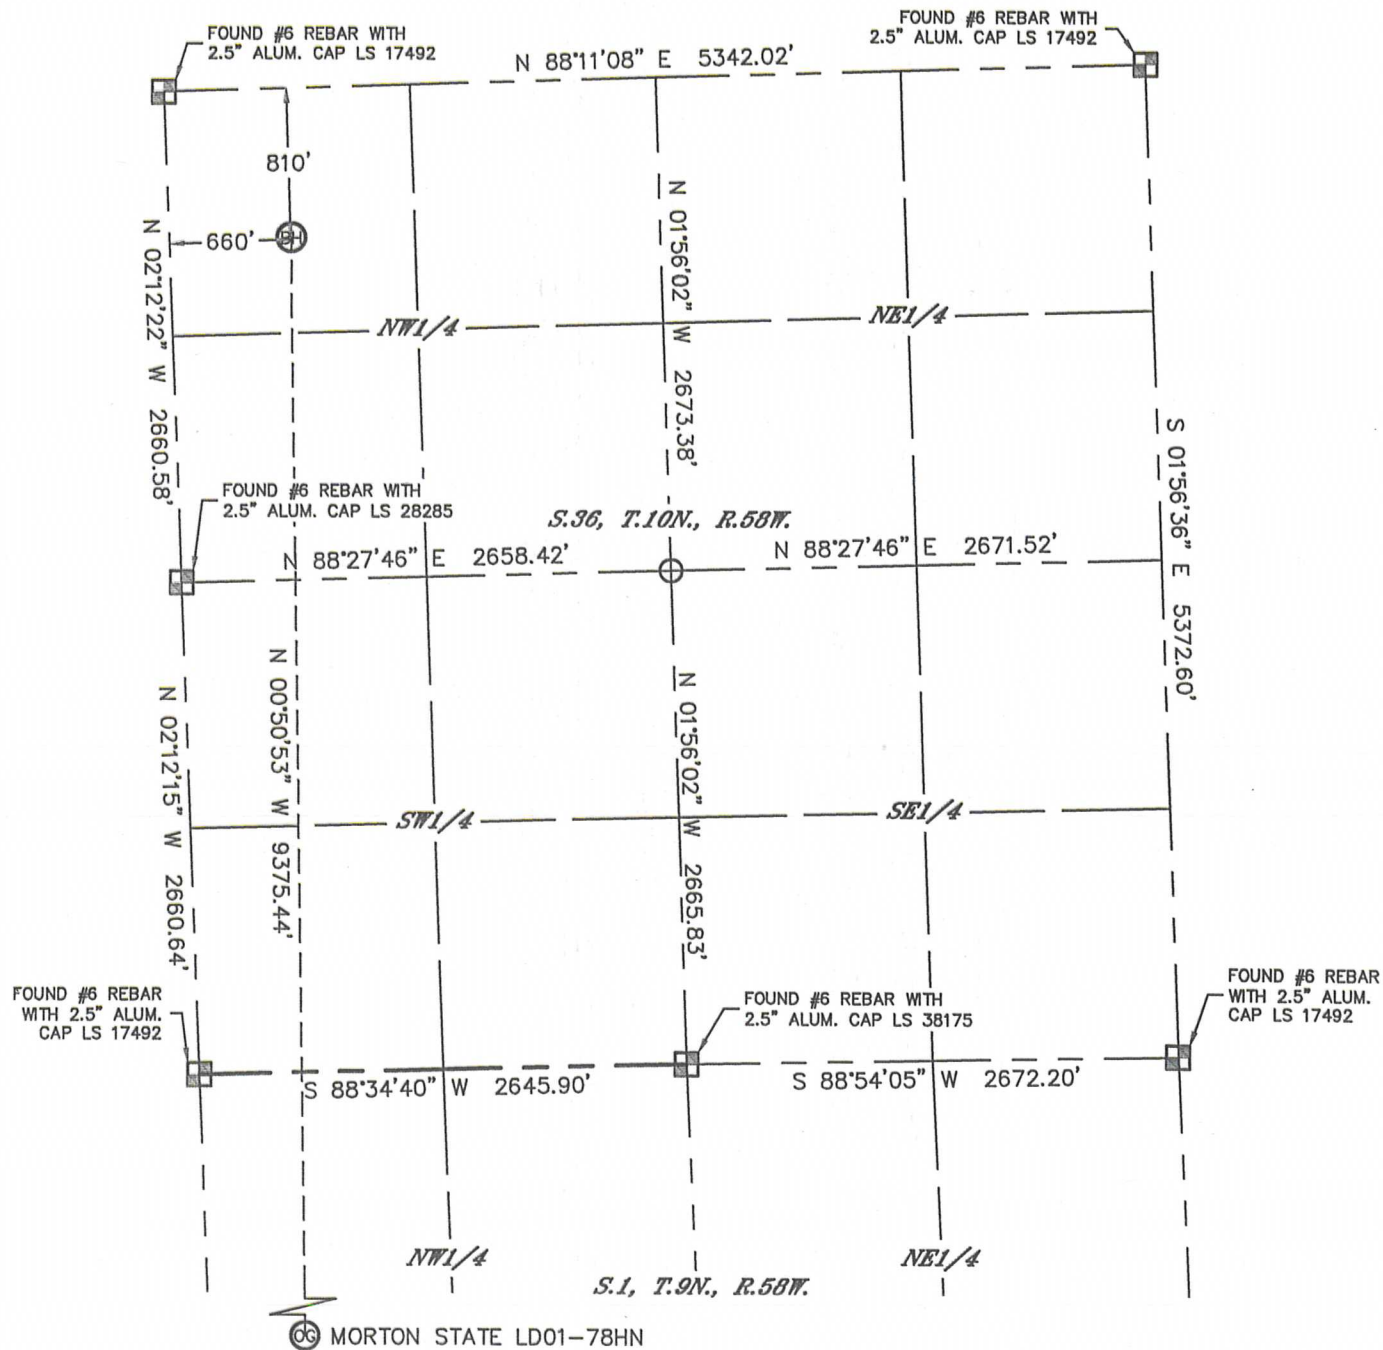 FOUND #6 REBAR WITH
2.5" ALUM. CAP LS 17492
FOUND #6 REBAR WITH
2.5" ALUM. CAP LS 17492
N 88°11'08" E 5342.02'
810'
660'
BH
N 02°12'22" W 2660.58'
N 01°56'02" W 2673.38'
NW1/4
NE1/4
S 01°56'36" E 5372.60'
FOUND #6 REBAR WITH
2.5" ALUM. CAP LS 28285
S.36, T.10N., R.58W.
N 88°27'46" E 2658.42'
N 88°27'46" E 2671.52'
N 02°12'15" W 2660.64'
N 00°50'53" W 9375.44'
N 01°56'02" W 2665.83'
SW1/4
SE1/4
FOUND #6 REBAR
WITH 2.5" ALUM.
CAP LS 17492
FOUND #6 REBAR WITH
2.5" ALUM. CAP LS 38175
FOUND #6 REBAR
WITH 2.5" ALUM.
CAP LS 17492
S 88°34'40" W 2645.90'
S 88°54'05" W 2672.20'
NW1/4
NE1/4
S.1, T.9N., R.58W.
OG MORTON STATE LD01-78HN